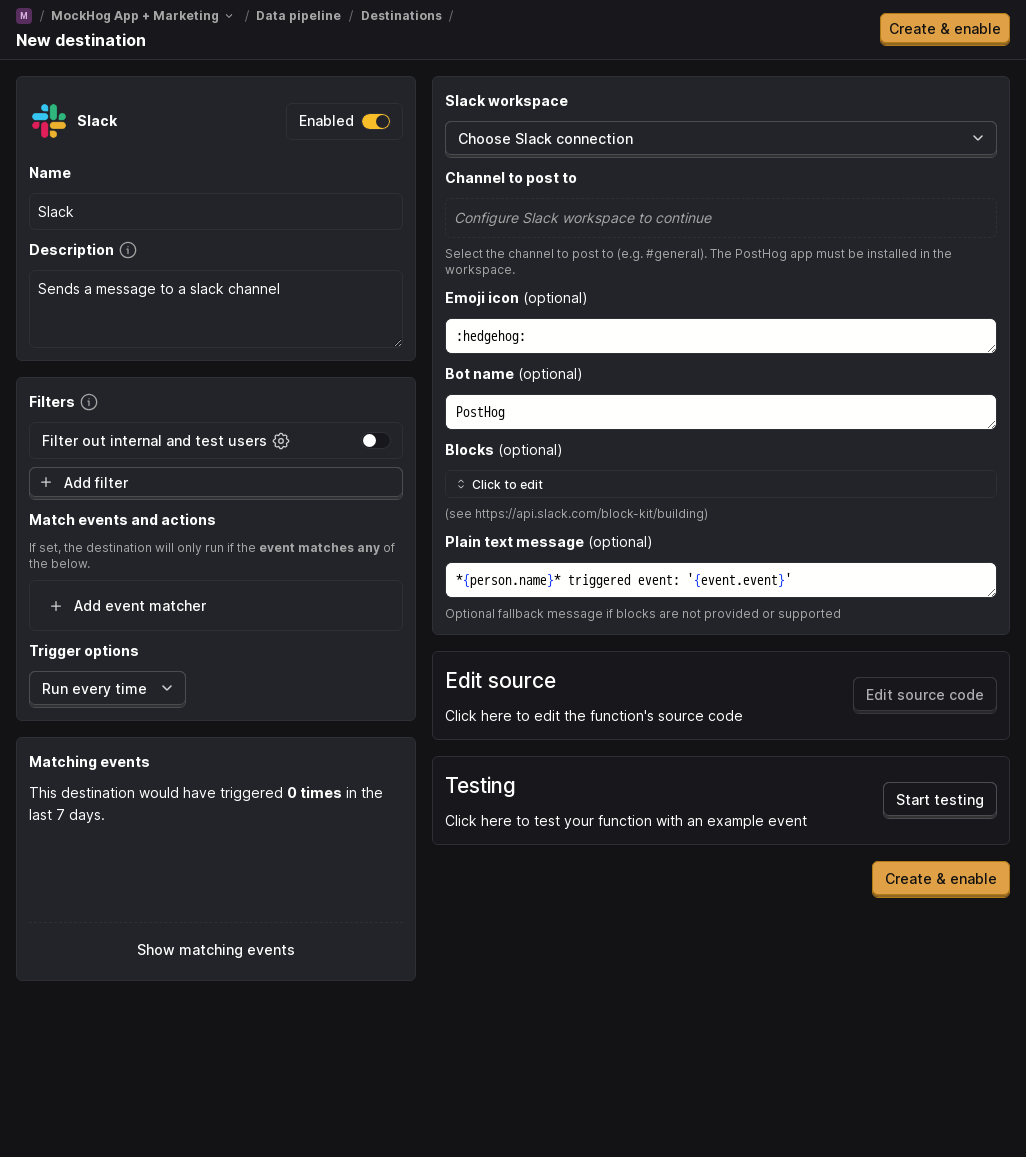 M / MockHog App + Marketing / Data pipeline / Destinations /
New destination
Create & enable
Slack
Enabled
Name
Slack
Description
Sends a message to a slack channel
Filters
Filter out internal and test users
Add filter
Match events and actions
If set, the destination will only run if the event matches any of
the below.
Add event matcher
Trigger options
Run every time
Matching events
This destination would have triggered 0 times in the
last 7 days.
Show matching events
Slack workspace
Choose Slack connection
Channel to post to
Configure Slack workspace to continue
Select the channel to post to (e.g. #general). The PostHog app must be installed in the
workspace.
Emoji icon (optional)
:hedgehog:
Bot name (optional)
PostHog
Blocks (optional)
Click to edit
(see https://api.slack.com/block-kit/building)
Plain text message (optional)
*{person.name}* triggered event: '{event.event}'
Optional fallback message if blocks are not provided or supported
Edit source
Click here to edit the function's source code
Edit source code
Testing
Click here to test your function with an example event
Start testing
Create & enable